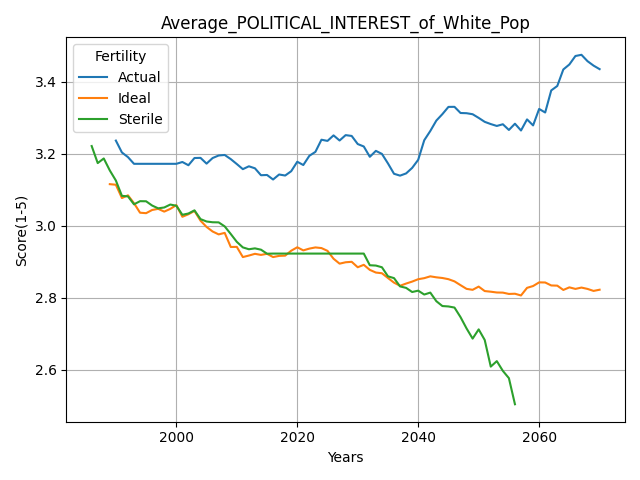 Average_POLITICAL_INTEREST_of_White_Pop
Fertility
Actual
Ideal
Sterile
Score(1-5)
3.4
3.2
3.0
2.8
2.6
2000 2020 2040 2060
Years